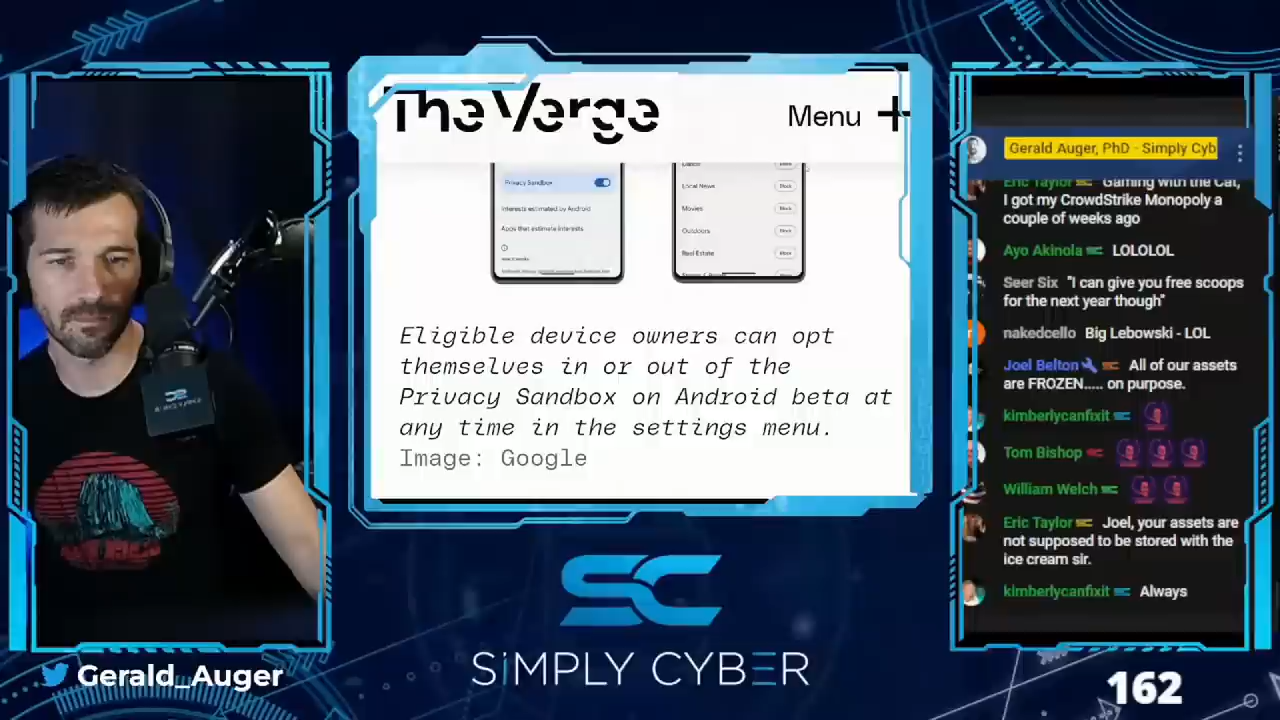 The Verge
Menu
Privacy Sandbox
Interests estimated by Android
Apps that estimate interests
Local News
Block
Movies
Block
Outdoors
Block
Real Estate
Block
Eligible device owners can opt
themselves in or out of the
Privacy Sandbox on Android beta at
any time in the settings menu.
Image: Google
SC
SiMPLY CYBER
Gerald_Auger
Gerald Auger, PhD - Simply Cyb
Eric Taylor Gaming with the Cat,
I got my CrowdStrike Monopoly a
couple of weeks ago
Ayo Akinola LOLOLOL
Seer Six "I can give you free scoops
for the next year though"
nakedcello Big Lebowski - LOL
Joel Belton All of our assets
are FROZEN..... on purpose.
kimberlycanfixit
Tom Bishop
William Welch
Eric Taylor Joel, your assets are
not supposed to be stored with the
ice cream sir.
kimberlycanfixit Always
162